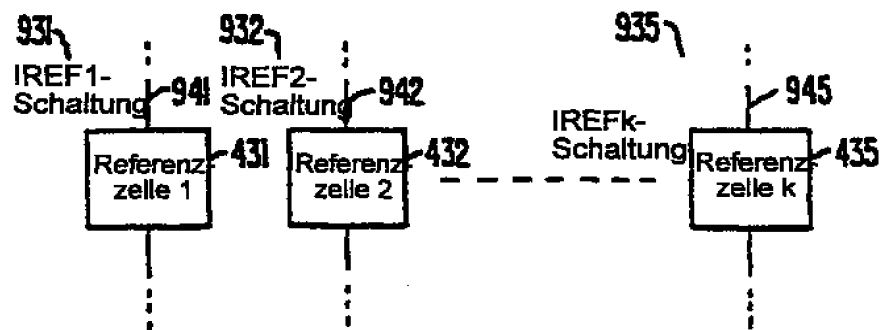 931 932 935
IREF1-
Schaltung
941
IREF2-
Schaltung
942
945
IREFk-
Schaltung
Referenz
zelle 1
431
Referenz
zelle 2
432
Referenz
zelle k
435